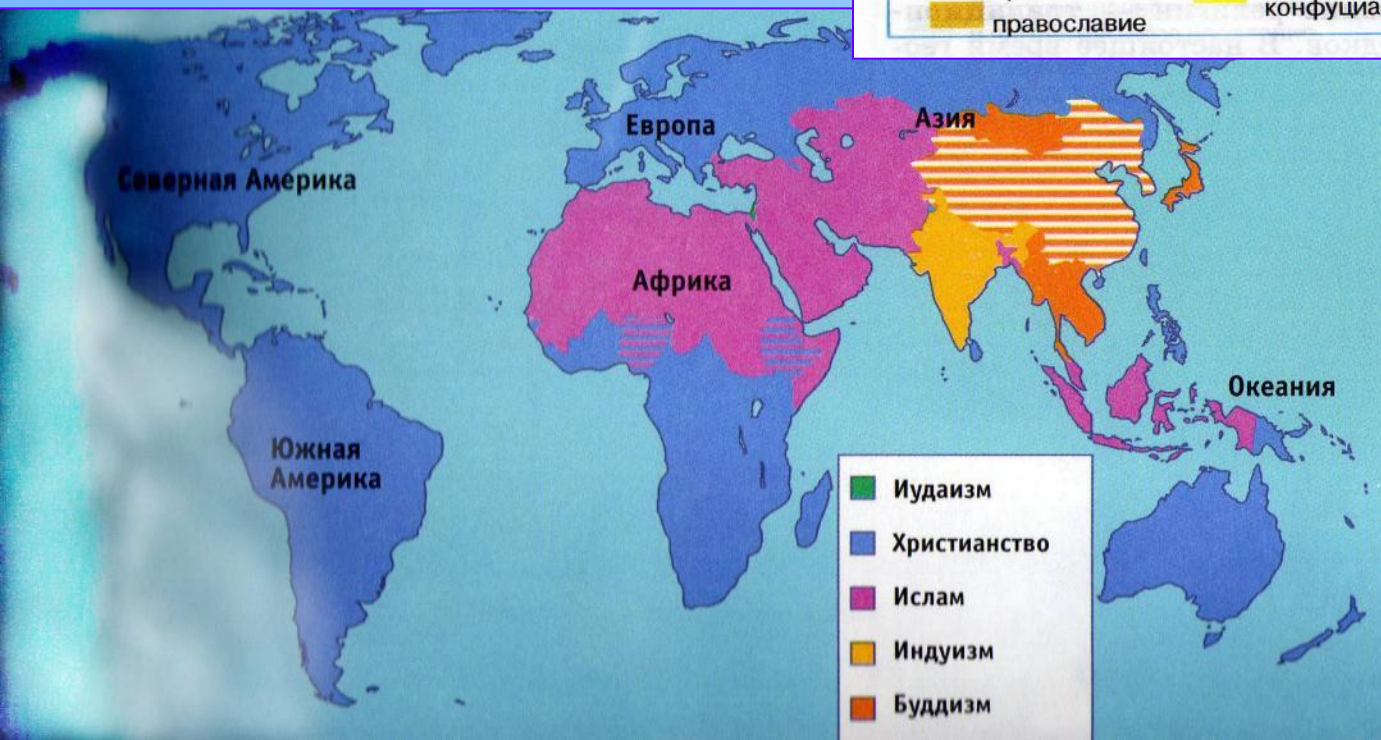 православие
конфуциа
Европа
Азия
Северная Америка
Африка
Океания
Южная
Америка
Иудаизм
Христианство
Ислам
Индуизм
Буддизм